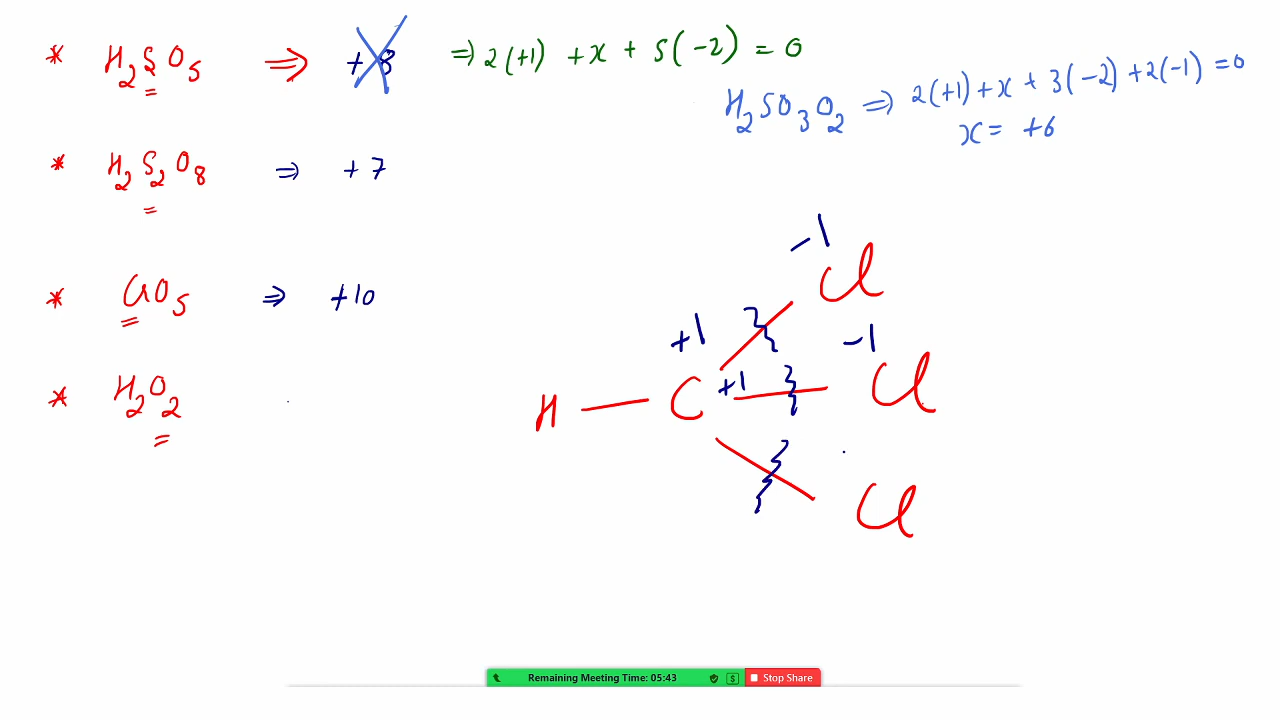 * H2SO5 ⇒ +8 ⇒ 2(+1) + x + 5(-2) = 0
H2SO3O2 ⇒ 2(+1) + x + 3(-2) + 2(-1) = 0
x = +6
* H2S2O8 ⇒ +7
* CrO5 ⇒ +10
* H2O2
-1
Cl
+1
-1
H — C +1 Cl
Cl
Remaining Meeting Time: 05:43 Stop Share